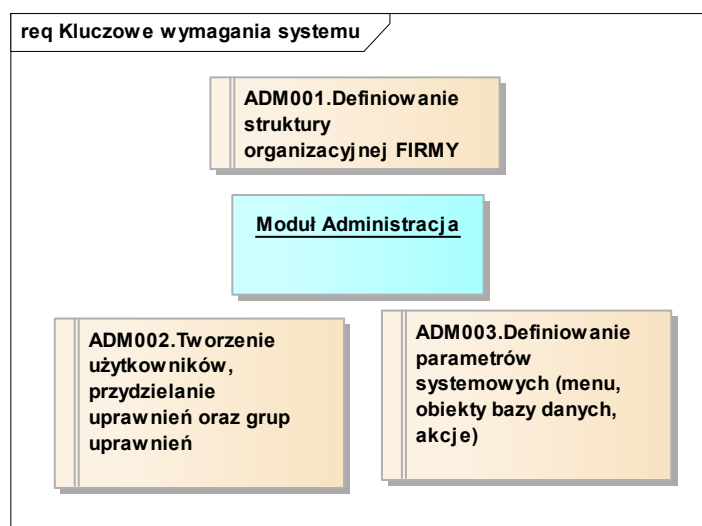 req Kluczowe wymagania systemu
ADM001.Definiowanie
struktury
organizacyjnej FIRMY
Moduł Administracja
ADM002.Tworzenie
użytkowników,
przydzielanie
uprawnień oraz grup
uprawnień
ADM003.Definiowanie
parametrów
systemowych (menu,
obiekty bazy danych,
akcje)